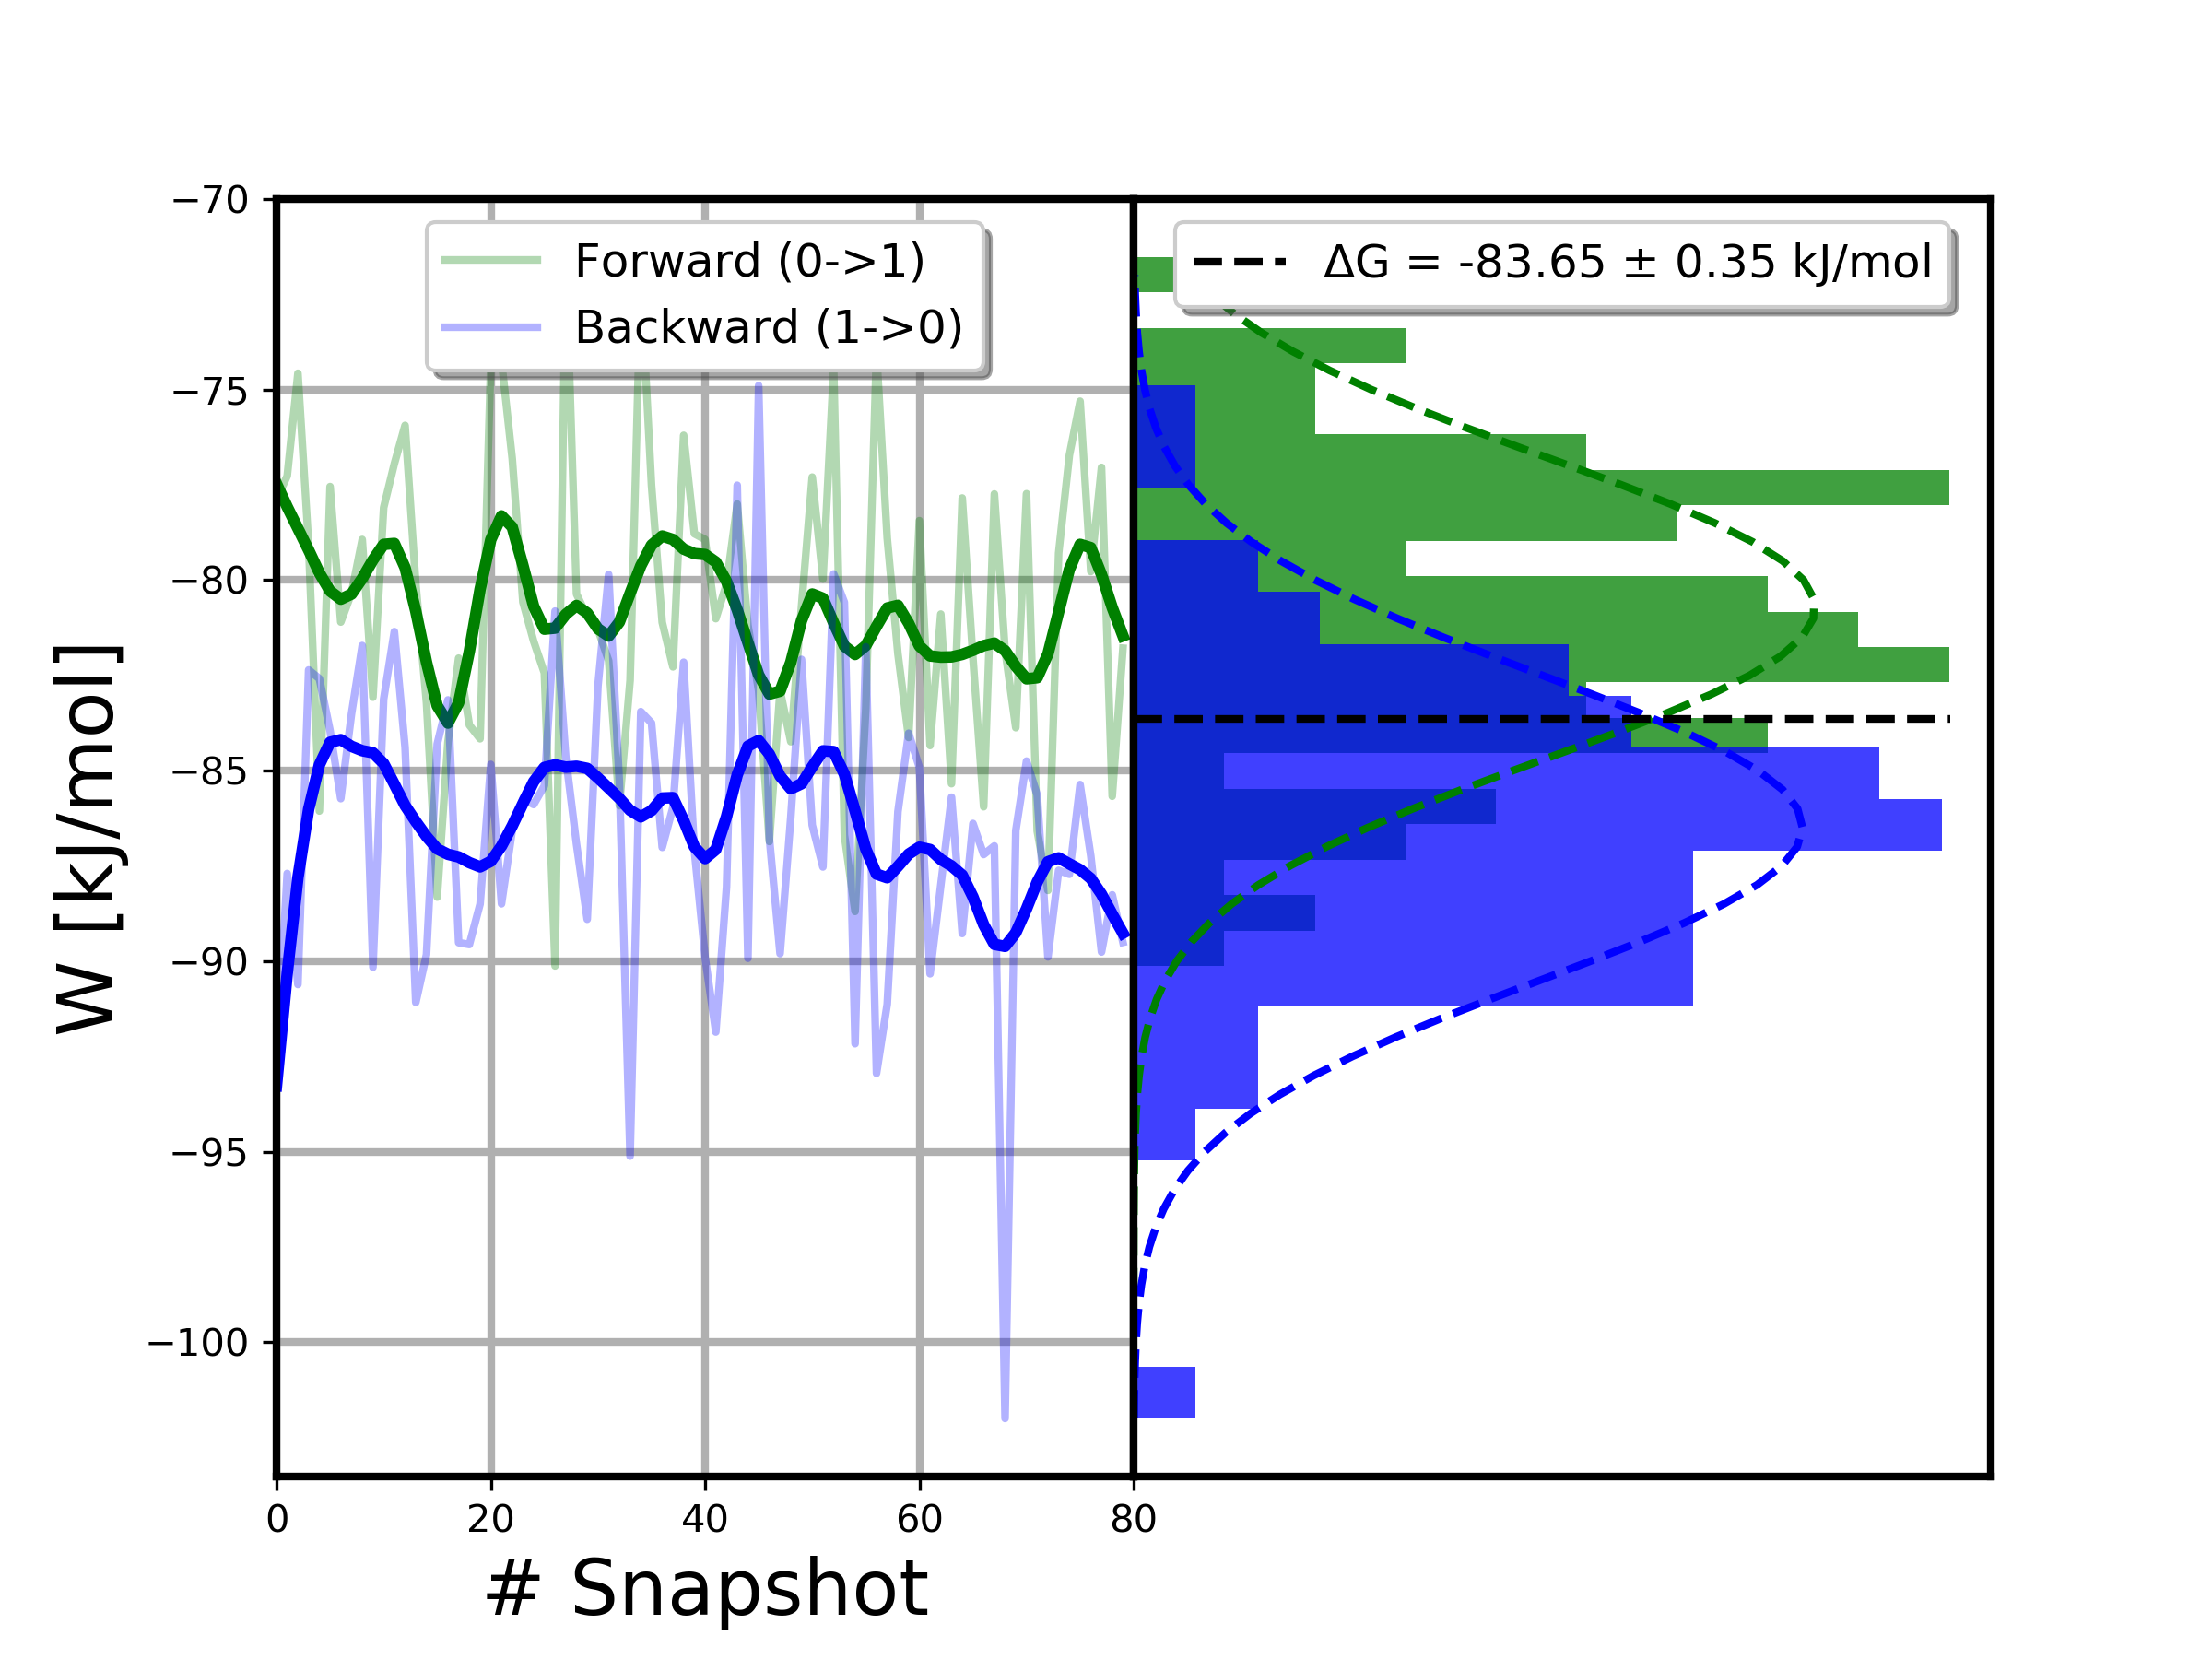 −70
−75
−80
−85
−90
−95
−100
W [kJ/mol]
Forward (0->1)
Backward (1->0)
ΔG = -83.65 ± 0.35 kJ/mol
0 20 40 60 80
# Snapshot